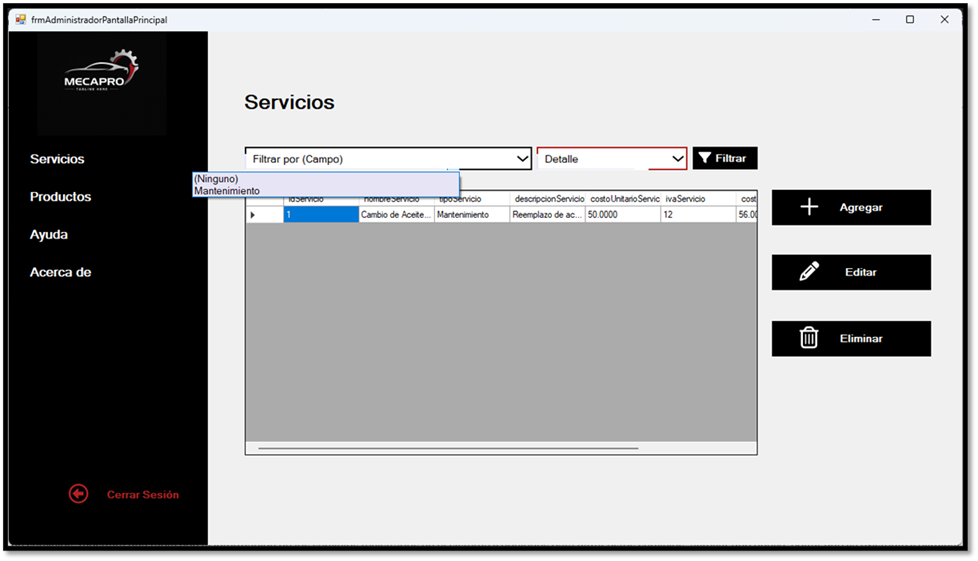 frmAdministradorPantallaPrincipal
MECAPRO
TAGLINE HERE
Servicios
Productos
Ayuda
Acerca de
Cerrar Sesión
Servicios
Filtrar por (Campo)
Detalle
Filtrar
(Ninguno)
Mantenimiento
idServicio nombreServicio tipoServicio descripcionServicio costoUnitarioServic ivaServicio cost
1 Cambio de Aceite... Mantenimiento Reemplazo de ac... 50.0000 12 56.00
Agregar
Editar
Eliminar